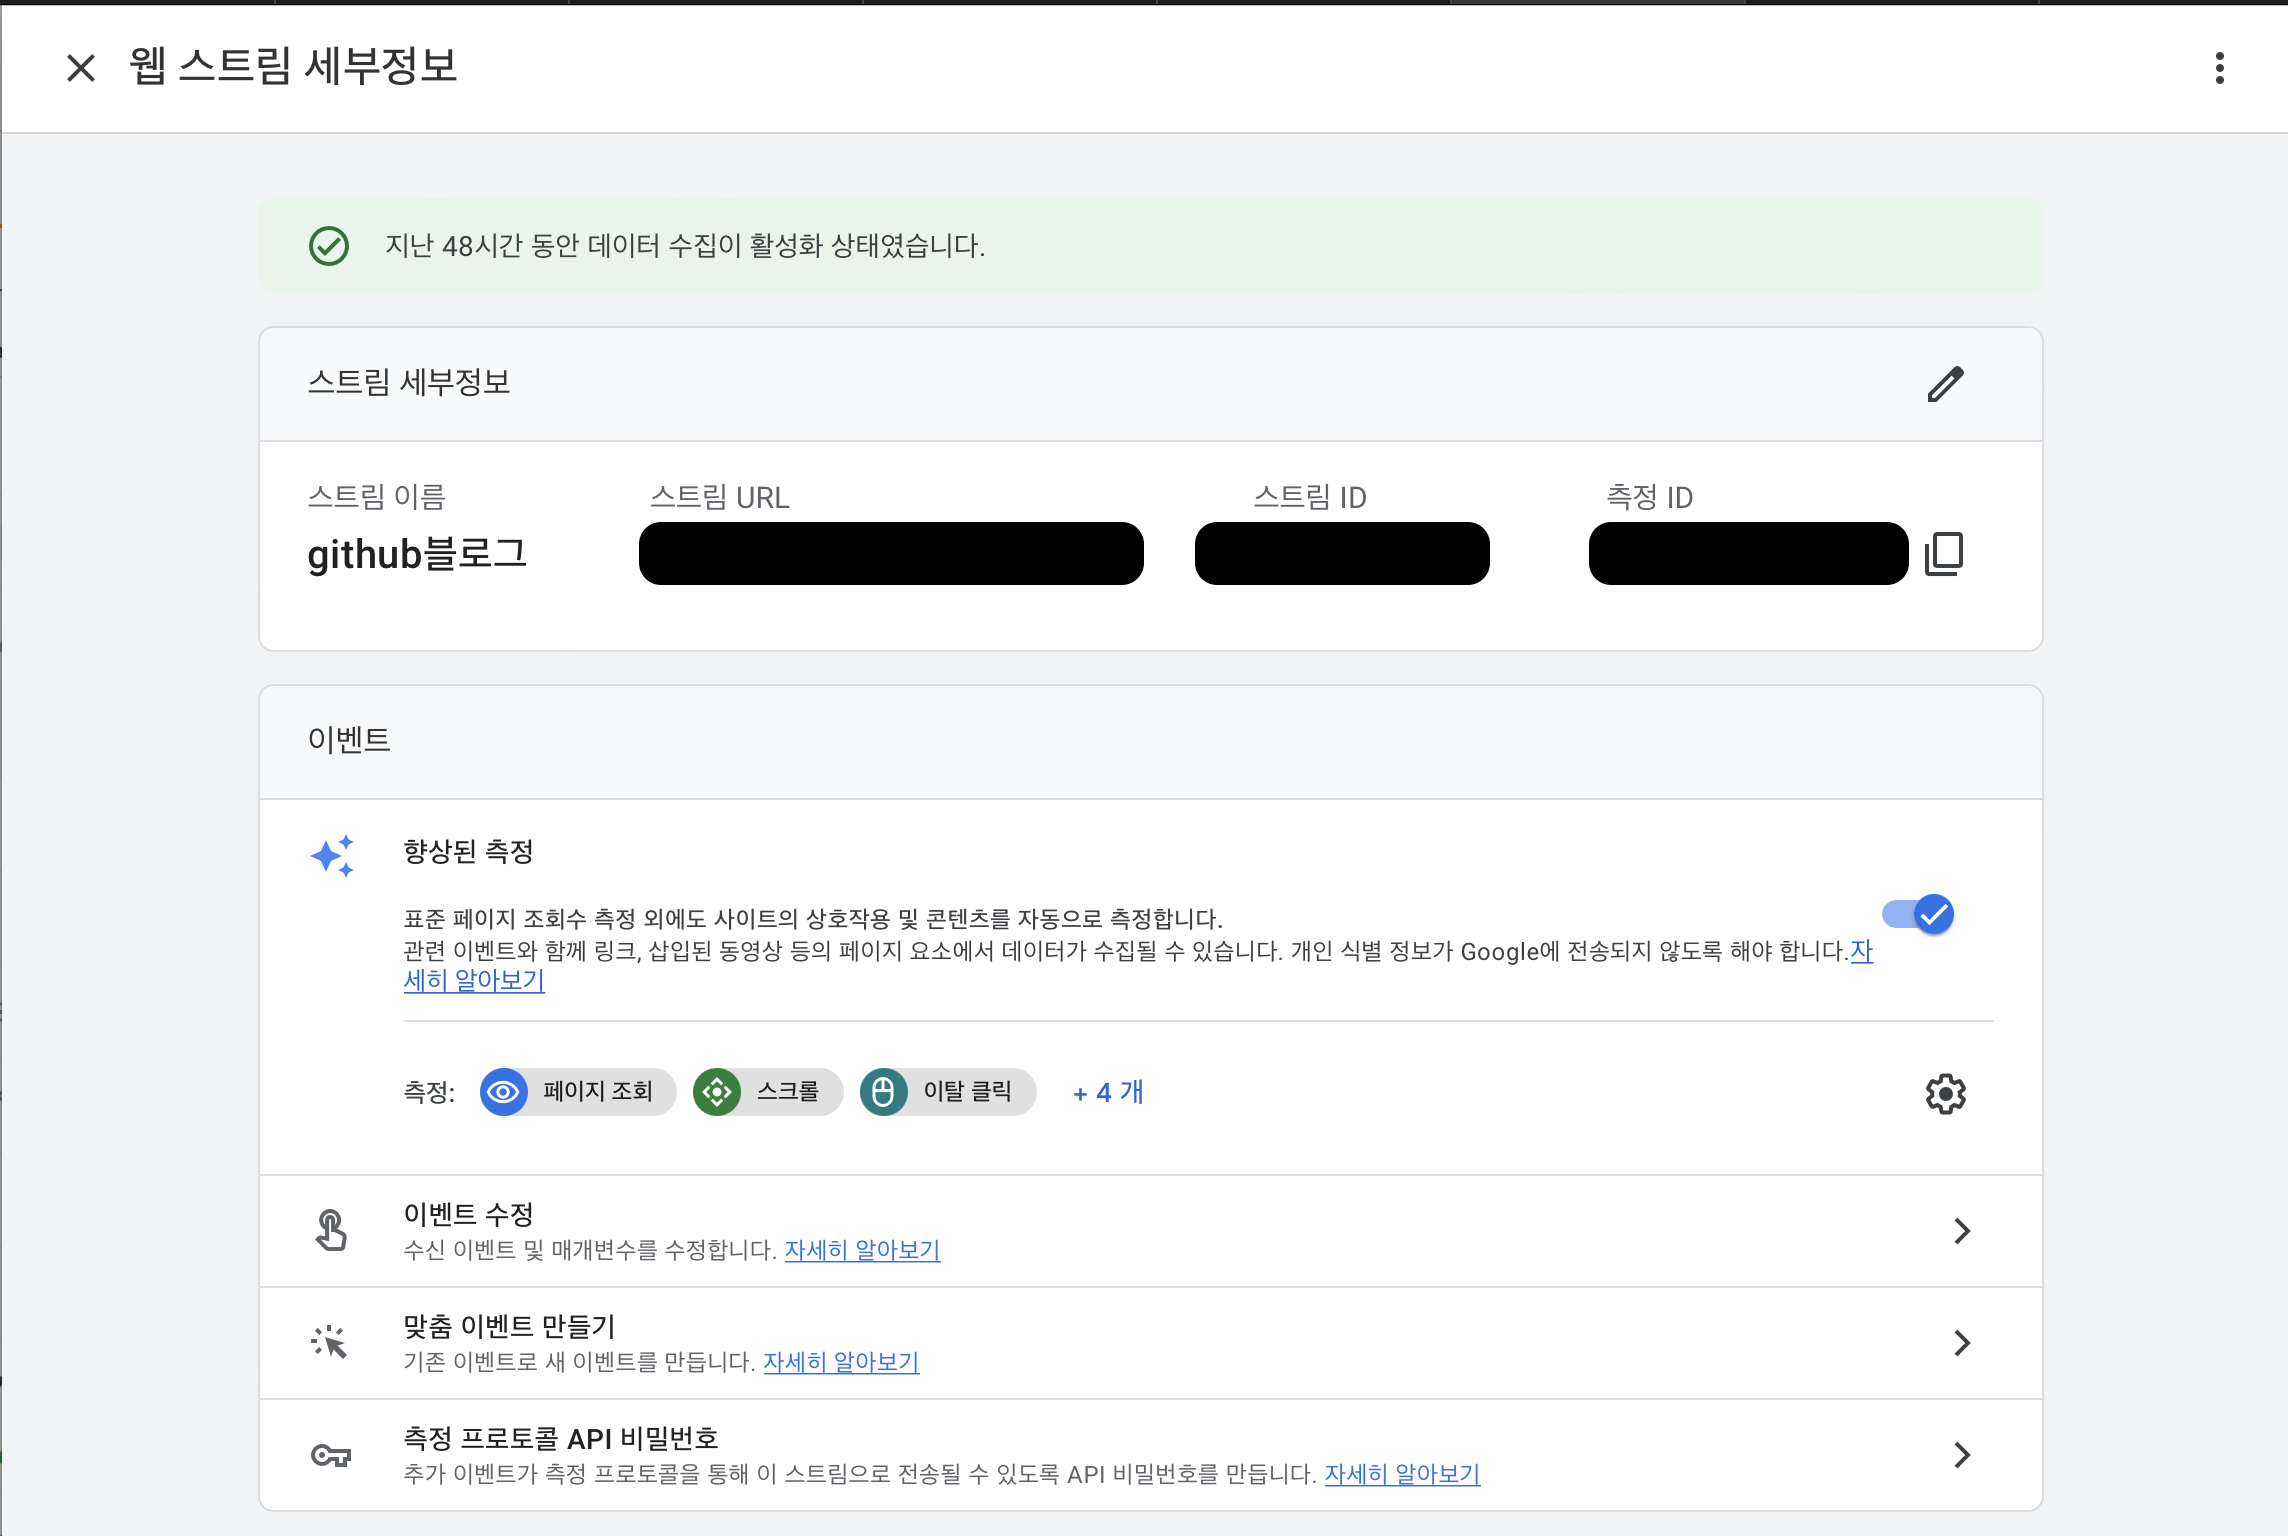 웹 스트림 세부정보
지난 48시간 동안 데이터 수집이 활성화 상태였습니다.
스트림 세부정보
스트림 이름
github블로그
스트림 URL
스트림 ID
측정 ID
이벤트
향상된 측정
표준 페이지 조회수 측정 외에도 사이트의 상호작용 및 콘텐츠를 자동으로 측정합니다.
관련 이벤트와 함께 링크, 삽입된 동영상 등의 페이지 요소에서 데이터가 수집될 수 있습니다. 개인 식별 정보가 Google에 전송되지 않도록 해야 합니다.자
세히 알아보기
측정: 페이지 조회 스크롤 이탈 클릭 + 4 개
이벤트 수정
수신 이벤트 및 매개변수를 수정합니다. 자세히 알아보기
맞춤 이벤트 만들기
기존 이벤트로 새 이벤트를 만듭니다. 자세히 알아보기
측정 프로토콜 API 비밀번호
추가 이벤트가 측정 프로토콜을 통해 이 스트림으로 전송될 수 있도록 API 비밀번호를 만듭니다. 자세히 알아보기